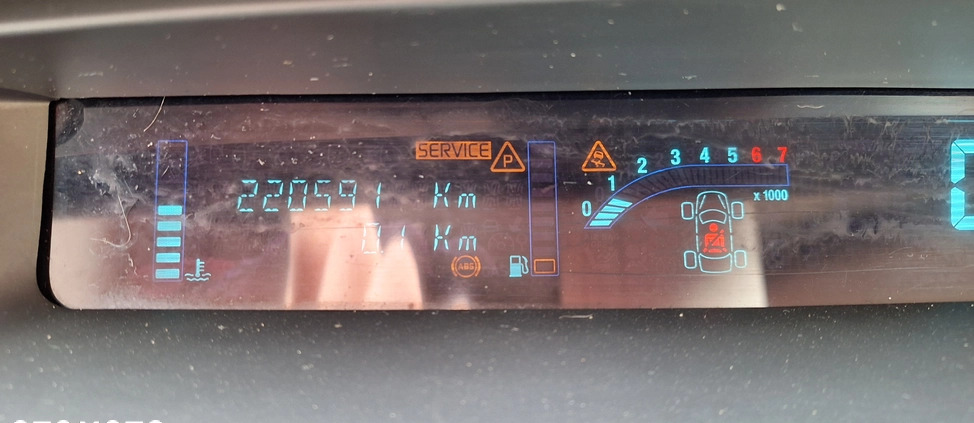 SERVICE P
220591 Km
0.1 Km
ABS
0 1 2 3 4 5 6 7
x 1000